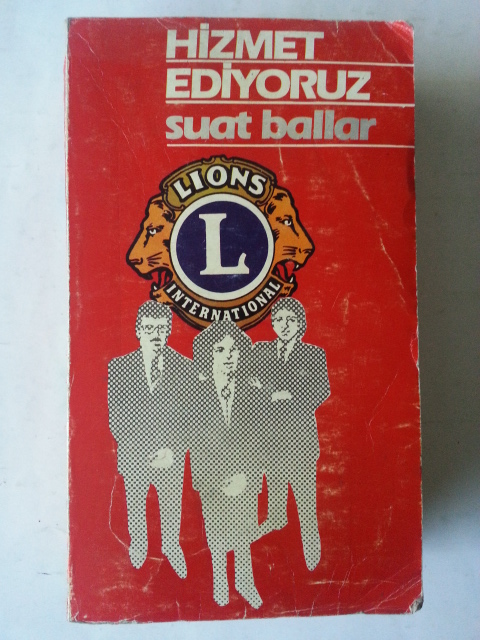 HİZMET
EDİYORUZ
suat ballar
LIONS
L
INTERNATIONAL